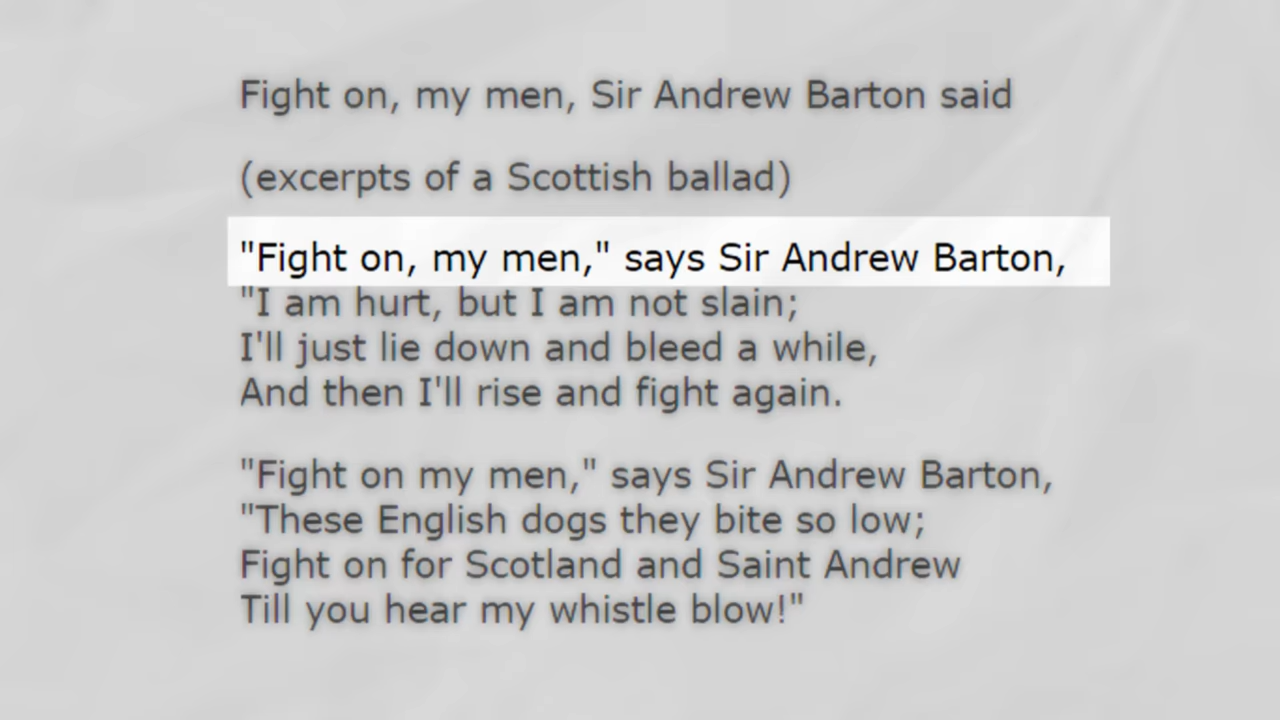 Fight on, my men, Sir Andrew Barton said
(excerpts of a Scottish ballad)
"Fight on, my men," says Sir Andrew Barton,
"I am hurt, but I am not slain;
I'll just lie down and bleed a while,
And then I'll rise and fight again.
"Fight on my men," says Sir Andrew Barton,
"These English dogs they bite so low;
Fight on for Scotland and Saint Andrew
Till you hear my whistle blow!"